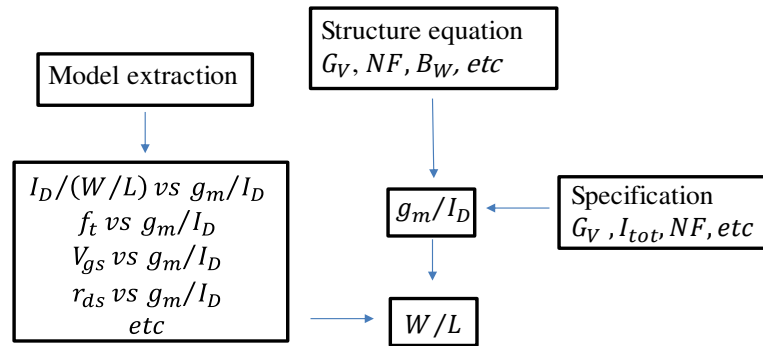 Structure equation
G_V, NF, B_W, etc
Model extraction
I_D/(W/L) vs g_m/I_D
f_t vs g_m/I_D
V_gs vs g_m/I_D
r_ds vs g_m/I_D
etc
g_m/I_D
Specification
G_V , I_tot, NF, etc
W/L